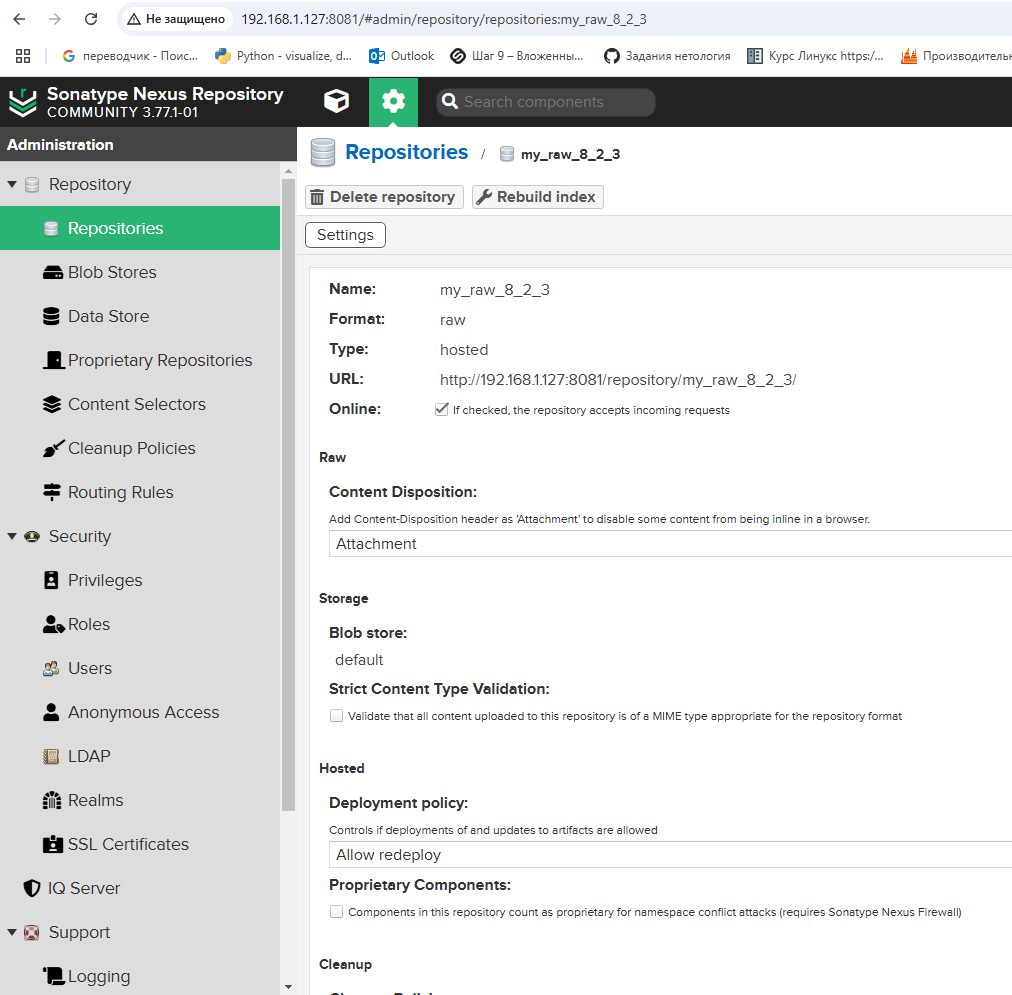 Не защищено 192.168.1.127:8081/#admin/repository/repositories:my_raw_8_2_3
переводчик - Поис... Python - visualize, d... Outlook Шаг 9 – Вложенны... Задания нетология Курс Линукс https:/... Производитель
Sonatype Nexus Repository
COMMUNITY 3.77.1-01
Search components
Administration
Repositories / my_raw_8_2_3
Repository
Delete repository Rebuild index
Repositories
Settings
Blob Stores
Data Store
Proprietary Repositories
Content Selectors
Cleanup Policies
Routing Rules
Security
Privileges
Roles
Users
Anonymous Access
LDAP
Realms
SSL Certificates
IQ Server
Support
Logging
Name: my_raw_8_2_3
Format: raw
Type: hosted
URL: http://192.168.1.127:8081/repository/my_raw_8_2_3/
Online: If checked, the repository accepts incoming requests
Raw
Content Disposition:
Add Content-Disposition header as 'Attachment' to disable some content from being inline in a browser.
Attachment
Storage
Blob store:
default
Strict Content Type Validation:
Validate that all content uploaded to this repository is of a MIME type appropriate for the repository format
Hosted
Deployment policy:
Controls if deployments of and updates to artifacts are allowed
Allow redeploy
Proprietary Components:
Components in this repository count as proprietary for namespace conflict attacks (requires Sonatype Nexus Firewall)
Cleanup